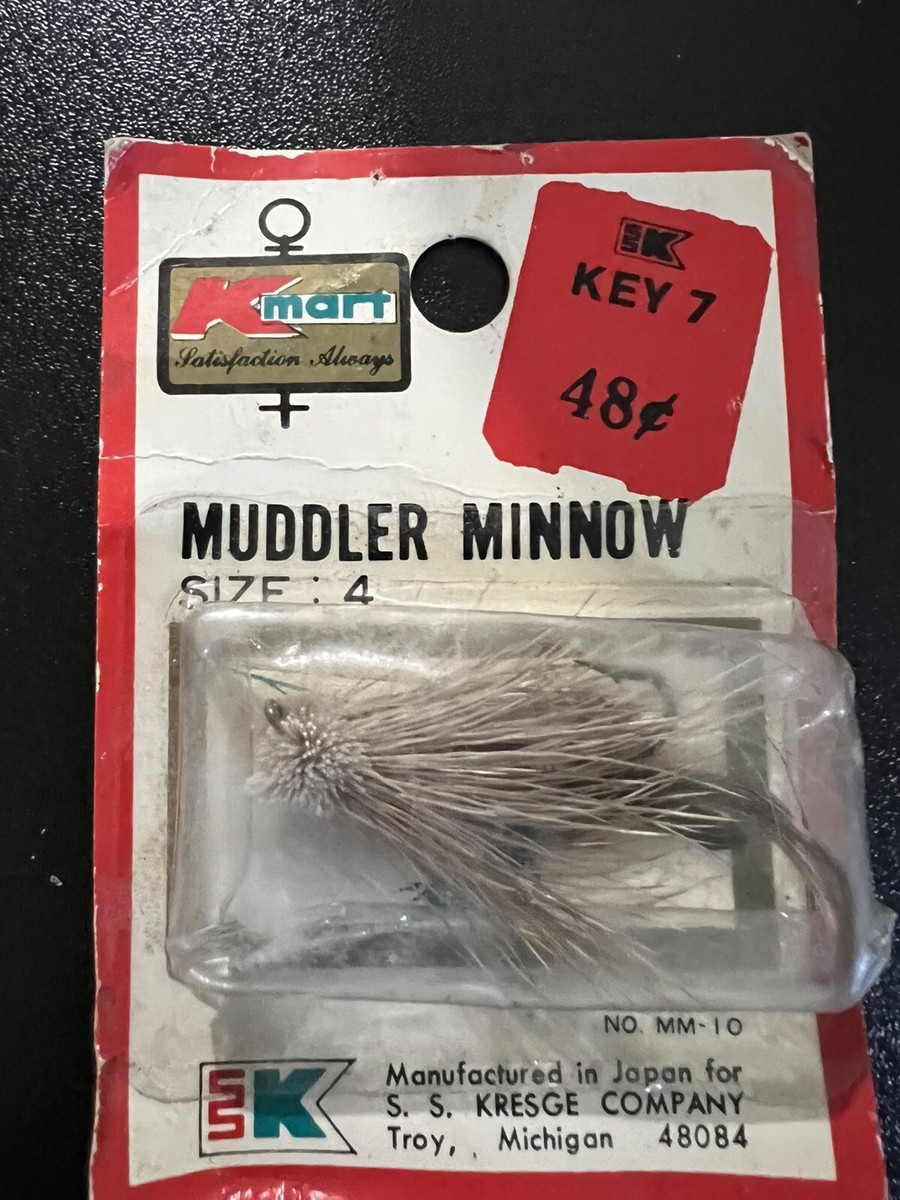 Kmart
Satisfaction Always
SSK
KEY 7
48¢
MUDDLER MINNOW
SIZE : 4
NO. MM-10
SSK
Manufactured in Japan for
S. S. KRESGE COMPANY
Troy, Michigan 48084